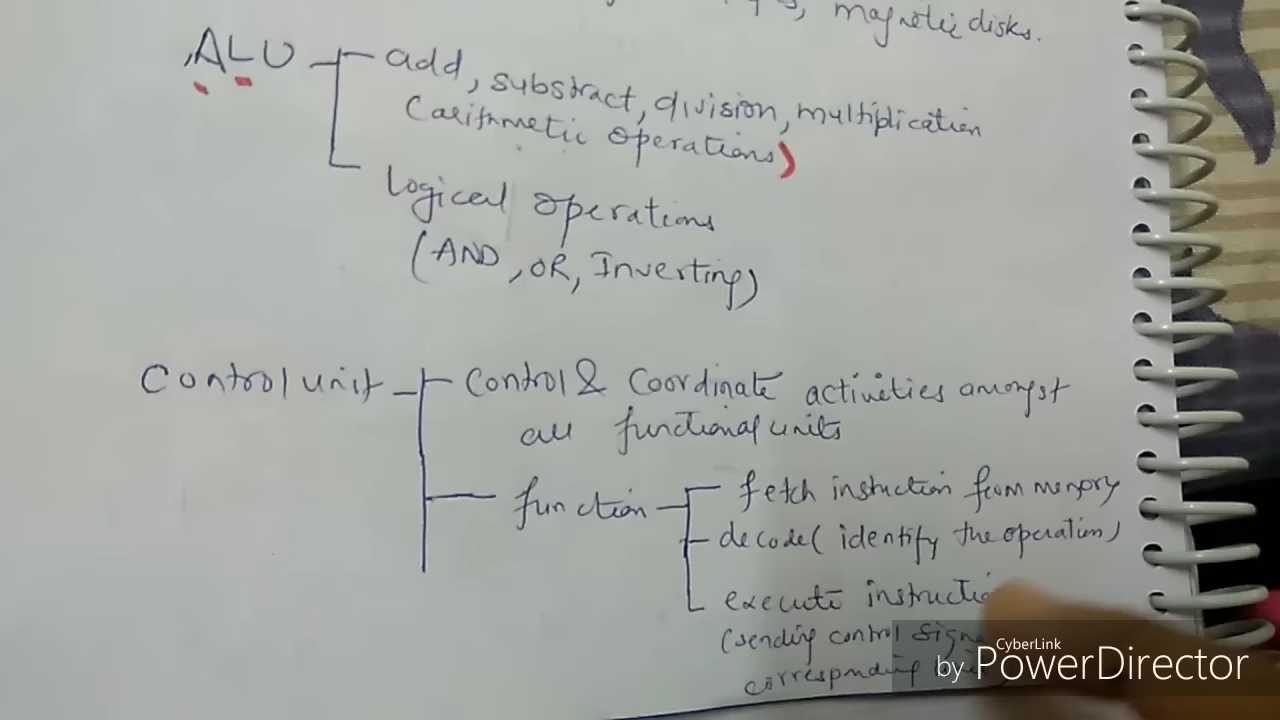 magnetic disks.
ALU add, substract, division, multiplication
(arithmetic operations)
Logical operations
(AND, OR, Inverting)
Control unit Control & Coordinate activities amongst
all functional units
function fetch instuction from memory
decode (identify the operation)
execute instructio
(sending control sign
corresponding
CyberLink
by PowerDirector